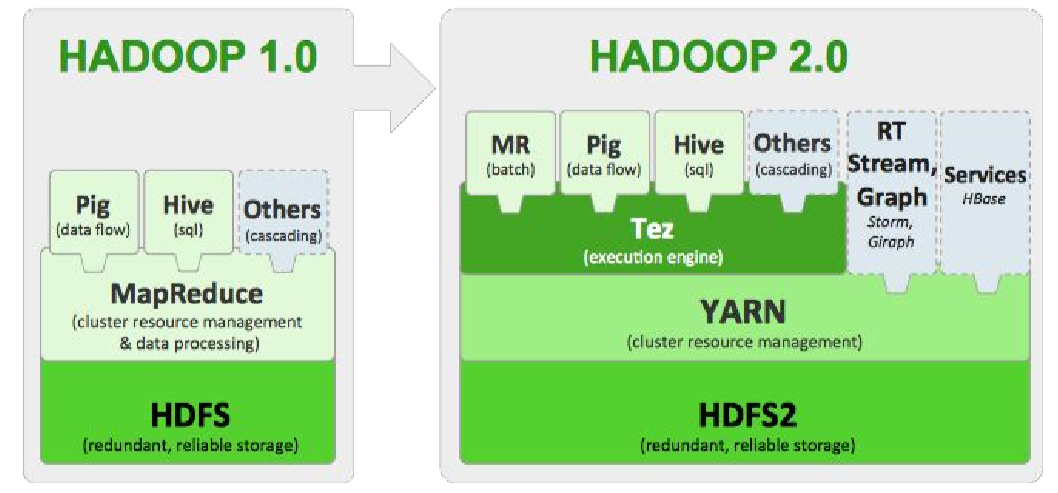 HADOOP 1.0
Pig
(data flow)
Hive
(sql)
Others
(cascading)
MapReduce
(cluster resource management
& data processing)
HDFS
(redundant, reliable storage)
HADOOP 2.0
MR
(batch)
Pig
(data flow)
Hive
(sql)
Others
(cascading)
RT
Stream,
Graph
Storm,
Giraph
Services
HBase
Tez
(execution engine)
YARN
(cluster resource management)
HDFS2
(redundant, reliable storage)